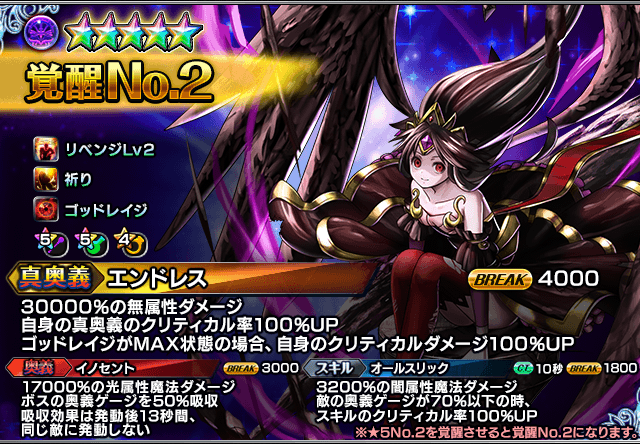 覚醒No.2
リベンジLv2
祈り
ゴッドレイジ
5 5 4
真奥義 エンドレス BREAK 4000
30000%の無属性ダメージ
自身の真奥義のクリティカル率100%UP
ゴッドレイジがMAX状態の場合、自身のクリティカルダメージ100%UP
奥義 イノセント BREAK 3000
17000%の光属性魔法ダメージ
ボスの奥義ゲージを50%吸収
吸収効果は発動後13秒間、
同じ敵に発動しない
スキル オールスリック C.T. 10秒 BREAK 1800
3200%の闇属性魔法ダメージ
敵の奥義ゲージが70%以下の時、
スキルのクリティカル率100%UP
※★5No.2を覚醒させると覚醒No.2になります。